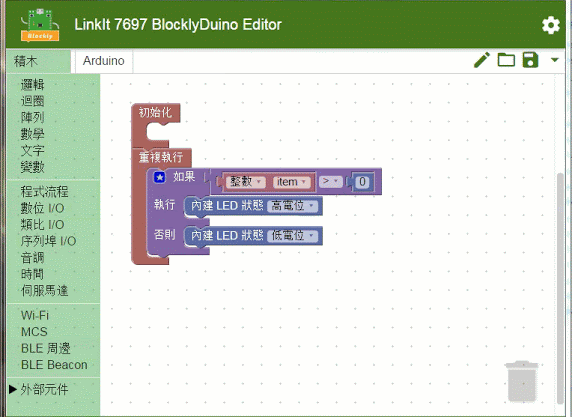 LinkIt 7697 BlocklyDuino Editor
Blockly
積木
Arduino
邏輯
迴圈
陣列
數學
文字
變數
程式流程
數位 I/O
類比 I/O
序列埠 I/O
音調
時間
伺服馬達
Wi-Fi
MCS
BLE 周邊
BLE Beacon
外部元件
初始化
重複執行
如果 整數 item > 0
執行 內建 LED 狀態 高電位
否則 內建 LED 狀態 低電位